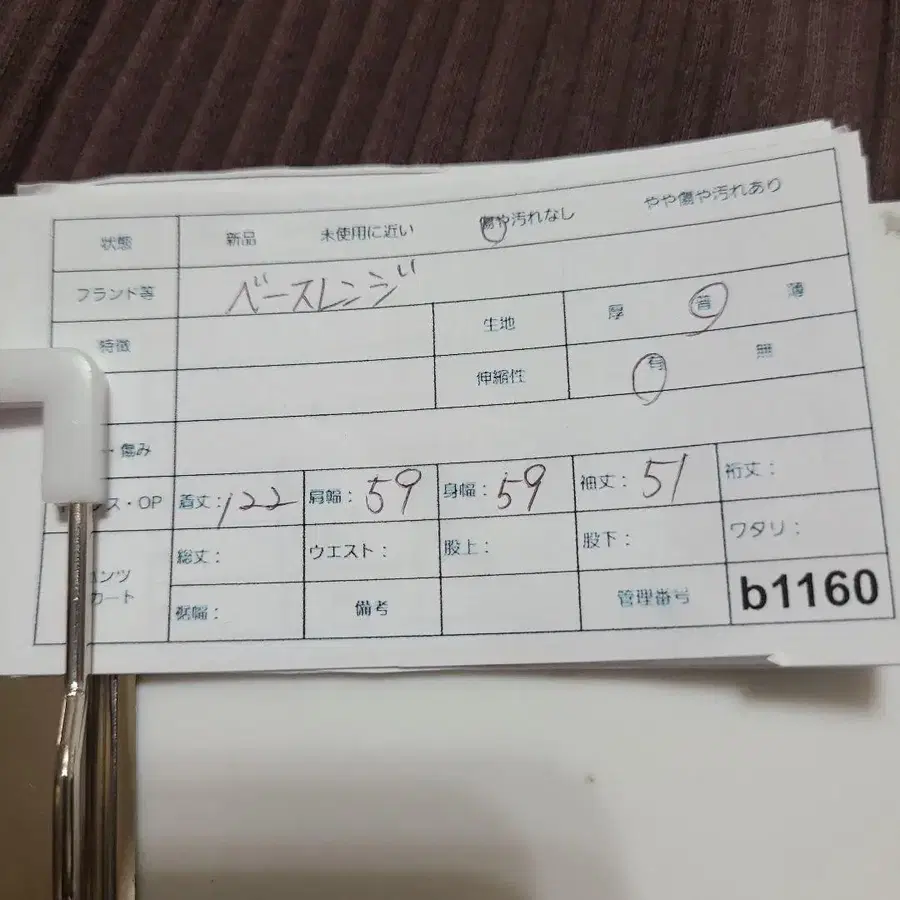 状態 新品 未使用に近い 傷や汚れなし やや傷や汚れあり
ブランド等 ベースレンジ
特徴 生地 厚 普 薄
伸縮性 有 無
・傷み
ス・OP 着丈:122 肩幅:59 身幅:59 袖丈:51 裄丈:
ンツ 総丈: ウエスト: 股上: 股下: ワタリ:
カート 裾幅: 備考 管理番号 b1160